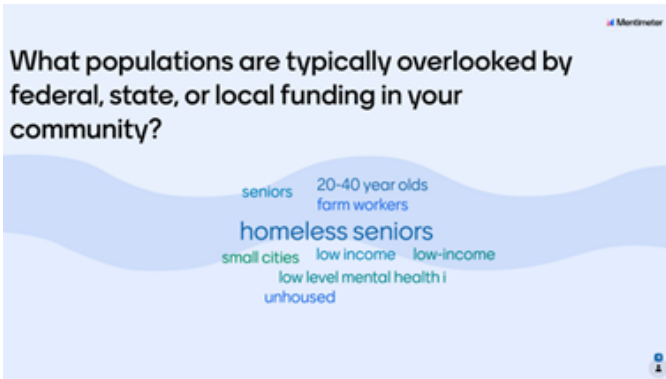 Mentimeter
What populations are typically overlooked by
federal, state, or local funding in your
community?
seniors
20-40 year olds
farm workers
homeless seniors
small cities
low income
low-income
low level mental health i
unhoused